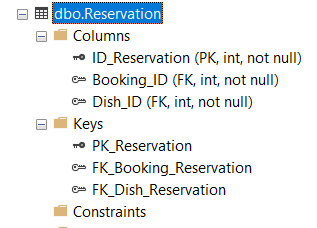 dbo.Reservation
Columns
ID_Reservation (PK, int, not null)
Booking_ID (FK, int, not null)
Dish_ID (FK, int, not null)
Keys
PK_Reservation
FK_Booking_Reservation
FK_Dish_Reservation
Constraints